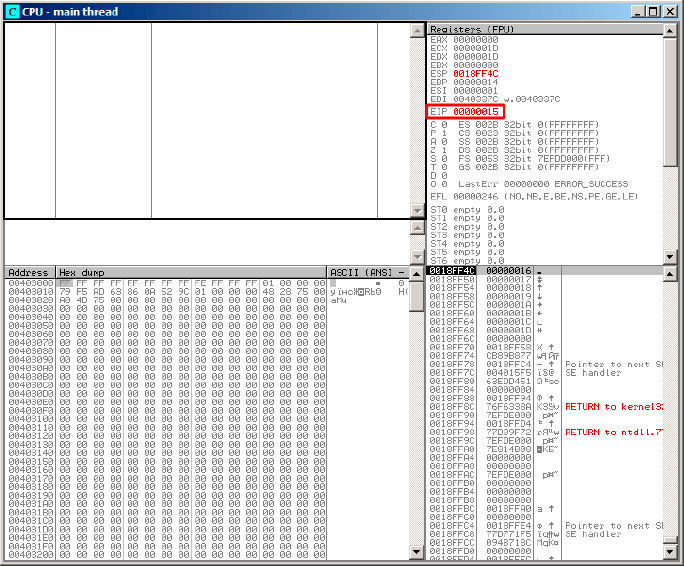 C CPU - main thread
Registers (FPU)
EAX 00000000
ECX 0000001D
EDX 0000001D
EBX 00000000
ESP 0018FF4C
EBP 00000014
ESI 00000001
EDI 0040337C w.0040337C
EIP 00000015
C 0 ES 002B 32bit 0(FFFFFFFF)
P 1 CS 0023 32bit 0(FFFFFFFF)
A 0 SS 002B 32bit 0(FFFFFFFF)
Z 1 DS 002B 32bit 0(FFFFFFFF)
S 0 FS 0053 32bit 7EFDD000(FFF)
T 0 GS 002B 32bit 0(FFFFFFFF)
D 0
O 0 LastErr 00000000 ERROR_SUCCESS
EFL 00000246 (NO,NB,E,BE,NS,PE,GE,LE)
ST0 empty 0.0
ST1 empty 0.0
ST2 empty 0.0
ST3 empty 0.0
ST4 empty 0.0
ST5 empty 0.0
ST6 empty 0.0
Address Hex dump ASCII (ANSI -
00403000 FF FF FF FF FF FF FF FF FE FF FF FF 01 00 00 00
00403010 79 F5 AD 63 86 0A 52 9C 01 00 00 00 48 28 75 00
00403020 A0 4D 75 00 00 00 00 00 00 00 00 00 00 00 00 00
00403030 00 00 00 00 00 00 00 00 00 00 00 00 00 00 00 00
00403040 00 00 00 00 00 00 00 00 00 00 00 00 00 00 00 00
00403050 00 00 00 00 00 00 00 00 00 00 00 00 00 00 00 00
00403060 00 00 00 00 00 00 00 00 00 00 00 00 00 00 00 00
00403070 00 00 00 00 00 00 00 00 00 00 00 00 00 00 00 00
00403080 00 00 00 00 00 00 00 00 00 00 00 00 00 00 00 00
00403090 00 00 00 00 00 00 00 00 00 00 00 00 00 00 00 00
004030A0 00 00 00 00 00 00 00 00 00 00 00 00 00 00 00 00
004030B0 00 00 00 00 00 00 00 00 00 00 00 00 00 00 00 00
004030C0 00 00 00 00 00 00 00 00 00 00 00 00 00 00 00 00
004030D0 00 00 00 00 00 00 00 00 00 00 00 00 00 00 00 00
004030E0 00 00 00 00 00 00 00 00 00 00 00 00 00 00 00 00
004030F0 00 00 00 00 00 00 00 00 00 00 00 00 00 00 00 00
00403100 00 00 00 00 00 00 00 00 00 00 00 00 00 00 00 00
00403110 00 00 00 00 00 00 00 00 00 00 00 00 00 00 00 00
00403120 00 00 00 00 00 00 00 00 00 00 00 00 00 00 00 00
00403130 00 00 00 00 00 00 00 00 00 00 00 00 00 00 00 00
00403140 00 00 00 00 00 00 00 00 00 00 00 00 00 00 00 00
00403150 00 00 00 00 00 00 00 00 00 00 00 00 00 00 00 00
00403160 00 00 00 00 00 00 00 00 00 00 00 00 00 00 00 00
00403170 00 00 00 00 00 00 00 00 00 00 00 00 00 00 00 00
00403180 00 00 00 00 00 00 00 00 00 00 00 00 00 00 00 00
00403190 00 00 00 00 00 00 00 00 00 00 00 00 00 00 00 00
004031A0 00 00 00 00 00 00 00 00 00 00 00 00 00 00 00 00
004031B0 00 00 00 00 00 00 00 00 00 00 00 00 00 00 00 00
004031C0 00 00 00 00 00 00 00 00 00 00 00 00 00 00 00 00
004031D0 00 00 00 00 00 00 00 00 00 00 00 00 00 00 00 00
004031E0 00 00 00 00 00 00 00 00 00 00 00 00 00 00 00 00
004031F0 00 00 00 00 00 00 00 00 00 00 00 00 00 00 00 00
00403200 00 00 00 00 00 00 00 00 00 00 00 00 00 00 00 00
0018FF4C 00000016
0018FF50 00000017
0018FF54 00000018
0018FF58 00000019
0018FF5C 0000001A
0018FF60 0000001B
0018FF64 0000001C
0018FF68 0000001D
0018FF6C 00000000
0018FF70 0018FF58 X ↑
0018FF74 CB89B877
0018FF78 0018FFC4 Pointer to next SE
0018FF7C 004015F5 SE handler
0018FF80 63EDD451
0018FF84 00000000
0018FF88 0018FF94
0018FF8C 76F6338A RETURN to kernel32
0018FF90 7EFDE000
0018FF94 0018FFD4
0018FF98 77D39F72 RETURN to ntdll.77
0018FF9C 7EFDE000
0018FFA0 7E814D08
0018FFA4 00000000
0018FFA8 00000000
0018FFAC 7EFDE000
0018FFB0 00000000
0018FFB4 00000000
0018FFB8 00000000
0018FFBC 0018FFA0
0018FFC0 00000000
0018FFC4 0018FFE4 Pointer to next SE
0018FFC8 77D771F5 SE handler
0018FFCC 094B718C
0018FFD0 00000000
0018FFD4 0018FFEC